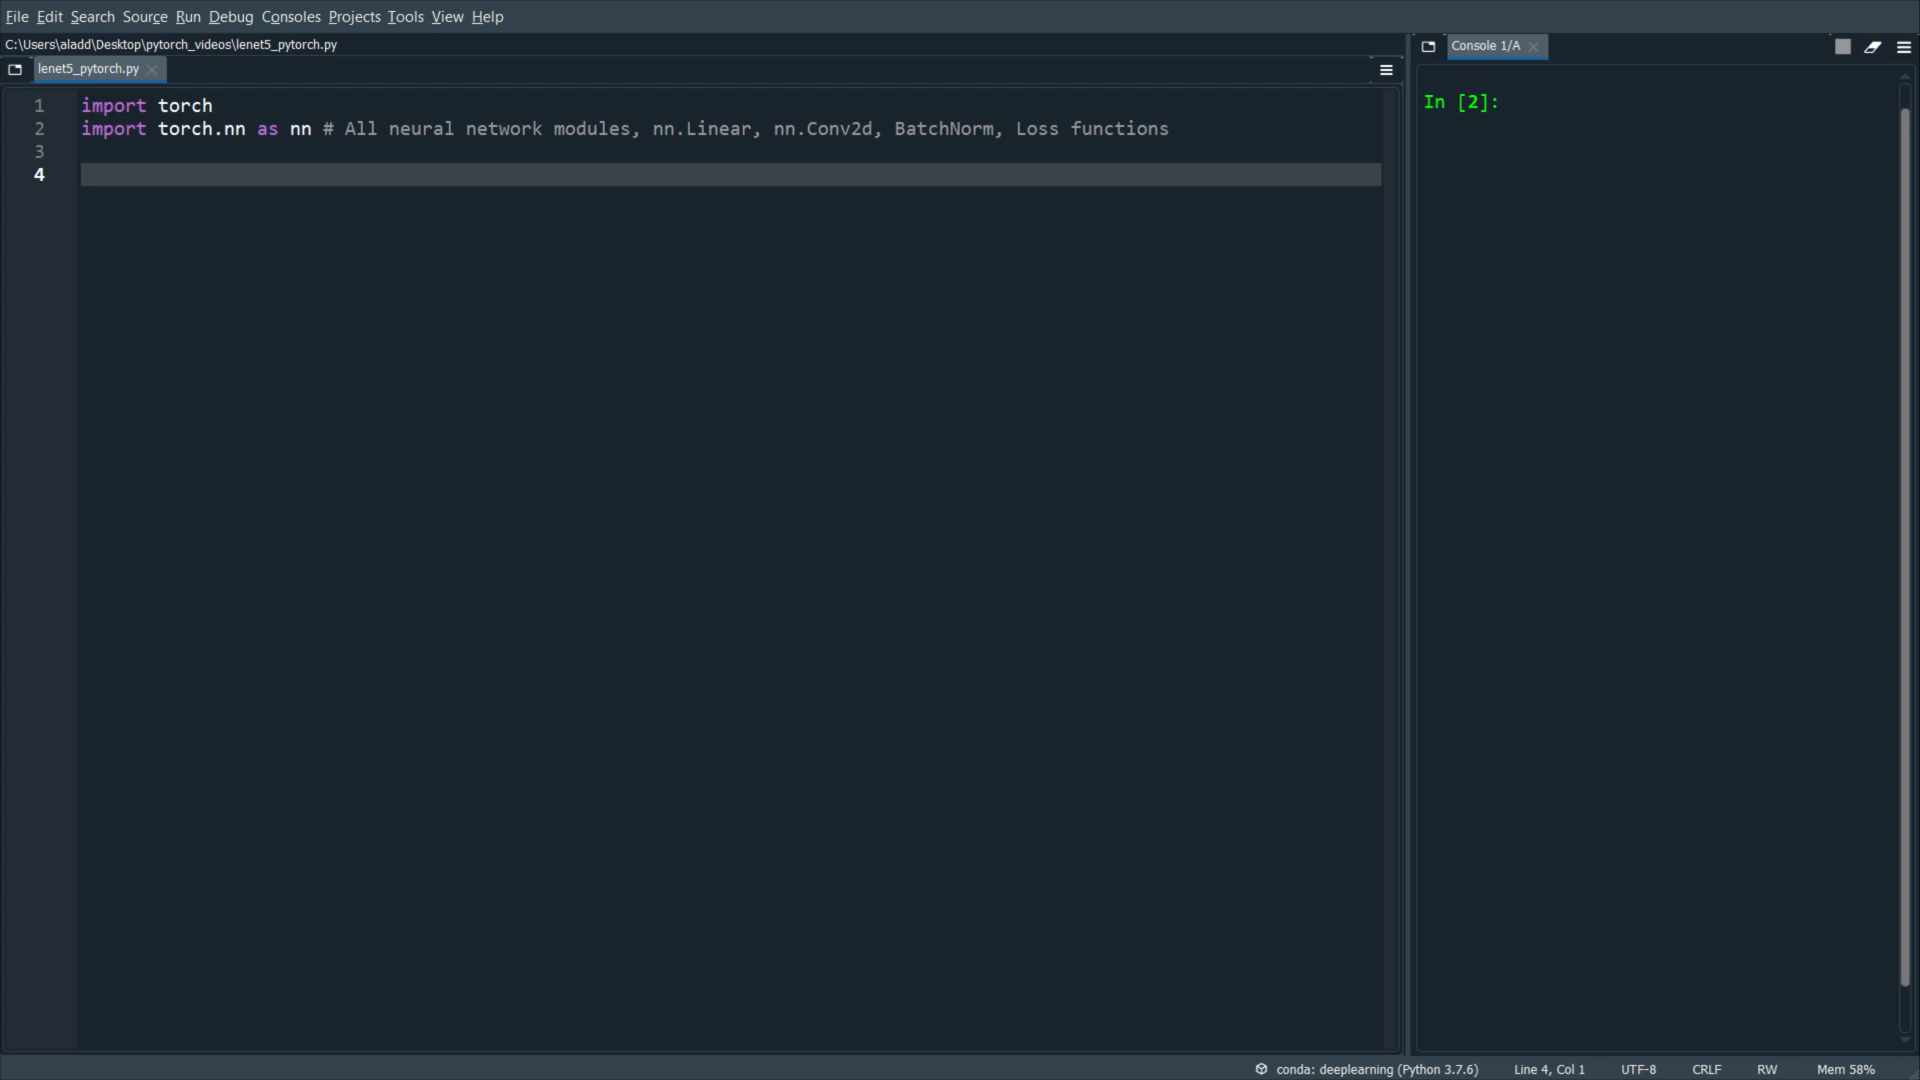 File Edit Search Source Run Debug Consoles Projects Tools View Help
C:\Users\aladd\Desktop\pytorch_videos\lenet5_pytorch.py
lenet5_pytorch.py
1 import torch
2 import torch.nn as nn # All neural network modules, nn.Linear, nn.Conv2d, BatchNorm, Loss functions
3
4
Console 1/A
In [2]:
conda: deeplearning (Python 3.7.6) Line 4, Col 1 UTF-8 CRLF RW Mem 58%